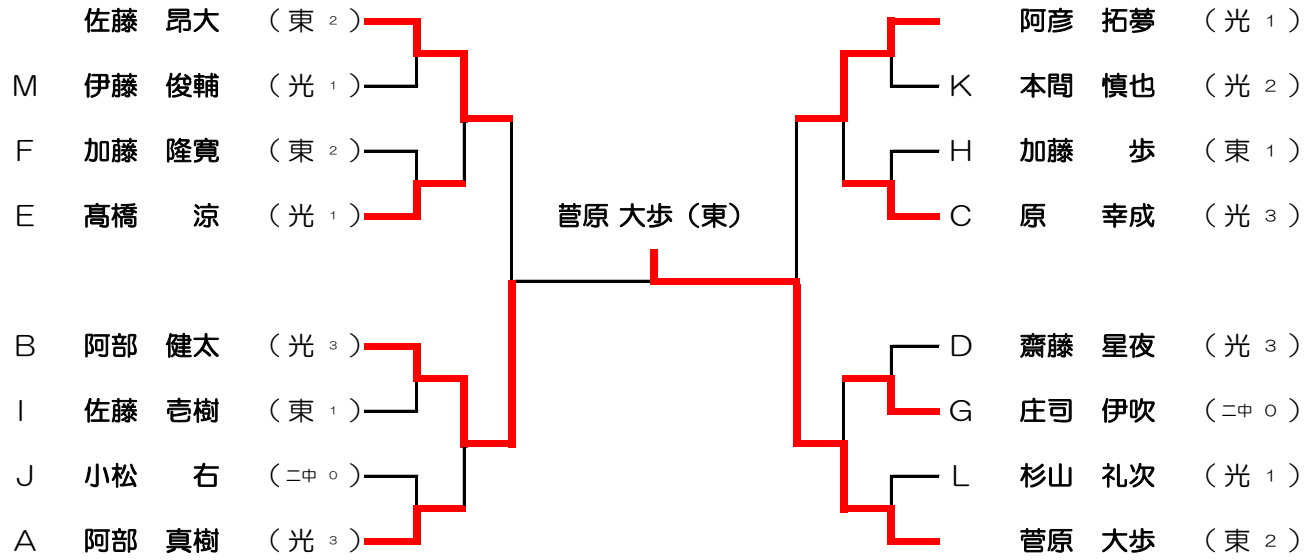 佐藤 昂大 (東 2)
M 伊藤 俊輔 (光 1)
F 加藤 隆寛 (東 2)
E 髙橋 涼 (光 1)
B 阿部 健太 (光 3)
I 佐藤 壱樹 (東 1)
J 小松 右 (二中 0)
A 阿部 真樹 (光 3)
菅原 大歩 (東)
阿彦 拓夢 (光 1)
K 本間 慎也 (光 2)
H 加藤 歩 (東 1)
C 原 幸成 (光 3)
D 齋藤 星夜 (光 3)
G 庄司 伊吹 (二中 0)
L 杉山 礼次 (光 1)
菅原 大歩 (東 2)